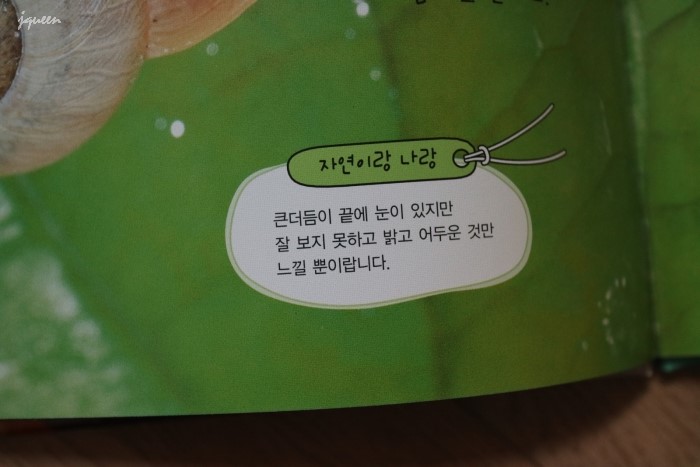 jqueen
자연이랑 나랑
큰더듬이 끝에 눈이 있지만
잘 보지 못하고 밝고 어두운 것만
느낄 뿐이랍니다.